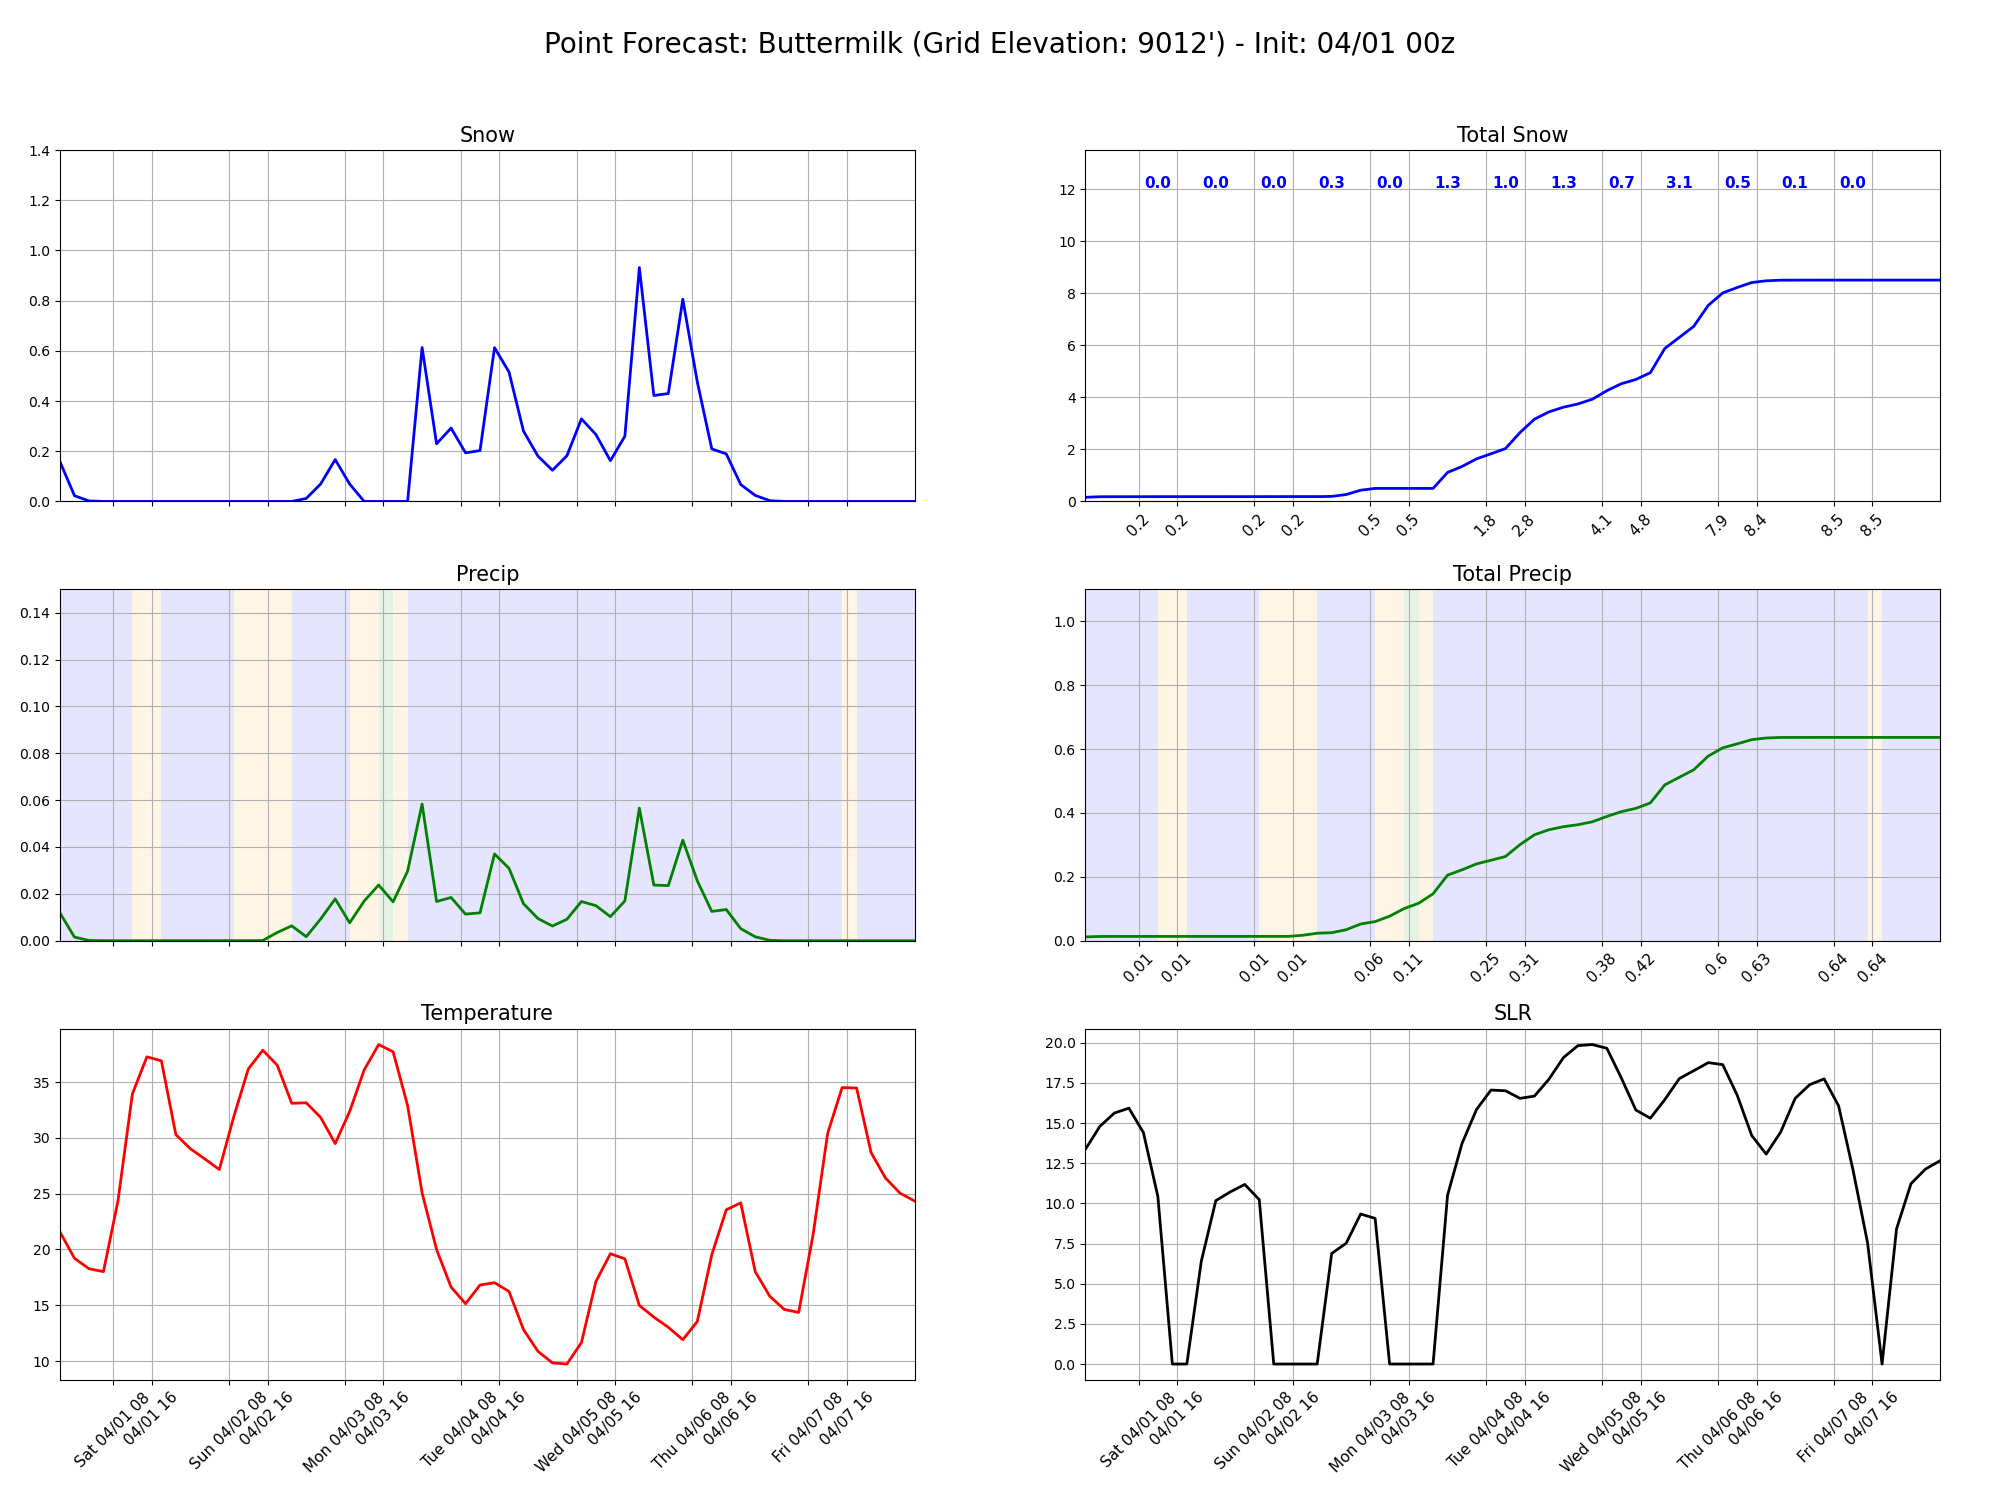 Point Forecast: Buttermilk (Grid Elevation: 9012') - Init: 04/01 00z
Snow
1.4
1.2
1.0
0.8
0.6
0.4
0.2
0.0
Total Snow
0.0 0.0 0.0 0.3 0.0 1.3 1.0 1.3 0.7 3.1 0.5 0.1 0.0
12
10
8
6
4
2
0
0.2 0.2 0.2 0.2 0.5 0.5 1.8 2.8 4.1 4.8 7.9 8.4 8.5 8.5
Precip
0.14
0.12
0.10
0.08
0.06
0.04
0.02
0.00
Total Precip
1.0
0.8
0.6
0.4
0.2
0.0
0.01 0.01 0.01 0.01 0.06 0.11 0.25 0.31 0.38 0.42 0.6 0.63 0.64 0.64
Temperature
35
30
25
20
15
10
Sat 04/01 08
04/01 16
Sun 04/02 08
04/02 16
Mon 04/03 08
04/03 16
Tue 04/04 08
04/04 16
Wed 04/05 08
04/05 16
Thu 04/06 08
04/06 16
Fri 04/07 08
04/07 16
SLR
20.0
17.5
15.0
12.5
10.0
7.5
5.0
2.5
0.0
Sat 04/01 08
04/01 16
Sun 04/02 08
04/02 16
Mon 04/03 08
04/03 16
Tue 04/04 08
04/04 16
Wed 04/05 08
04/05 16
Thu 04/06 08
04/06 16
Fri 04/07 08
04/07 16